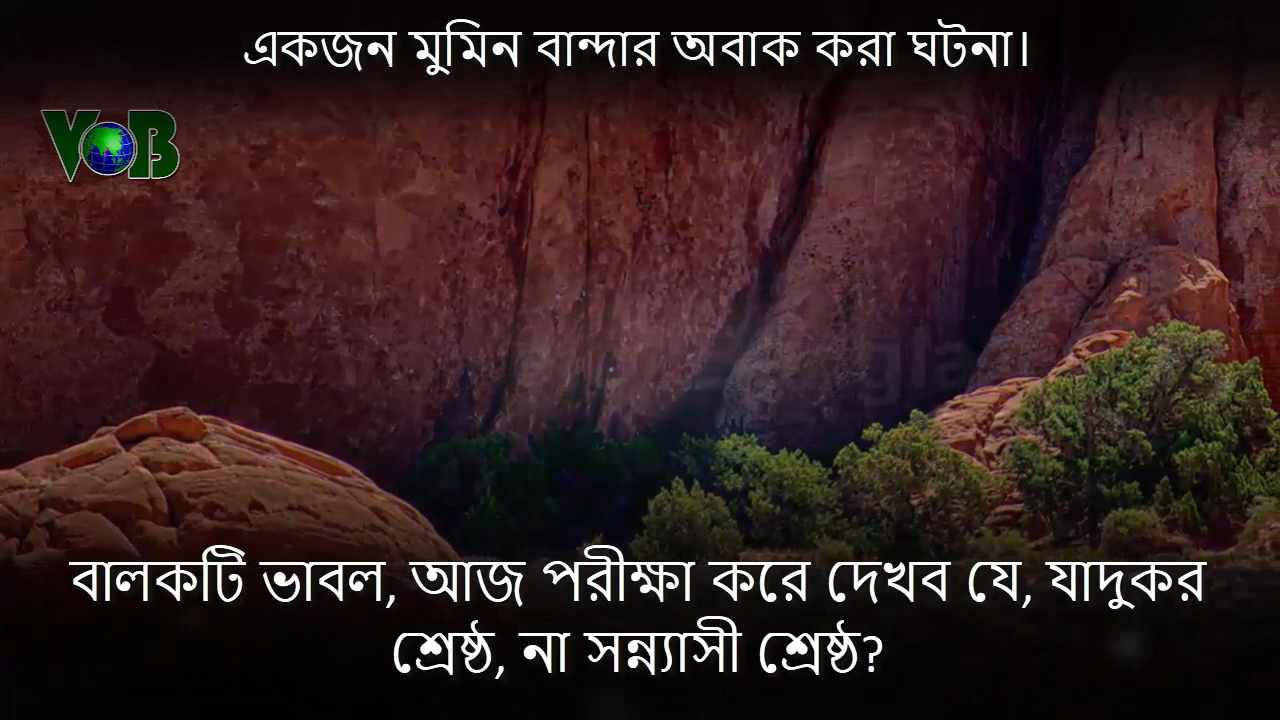 একজন মুমিন বান্দার অবাক করা ঘটনা।
VOB
বালকটি ভাবল, আজ পরীক্ষা করে দেখব যে, যাদুকর
শ্রেষ্ঠ, না সন্ন্যাসী শ্রেষ্ঠ?